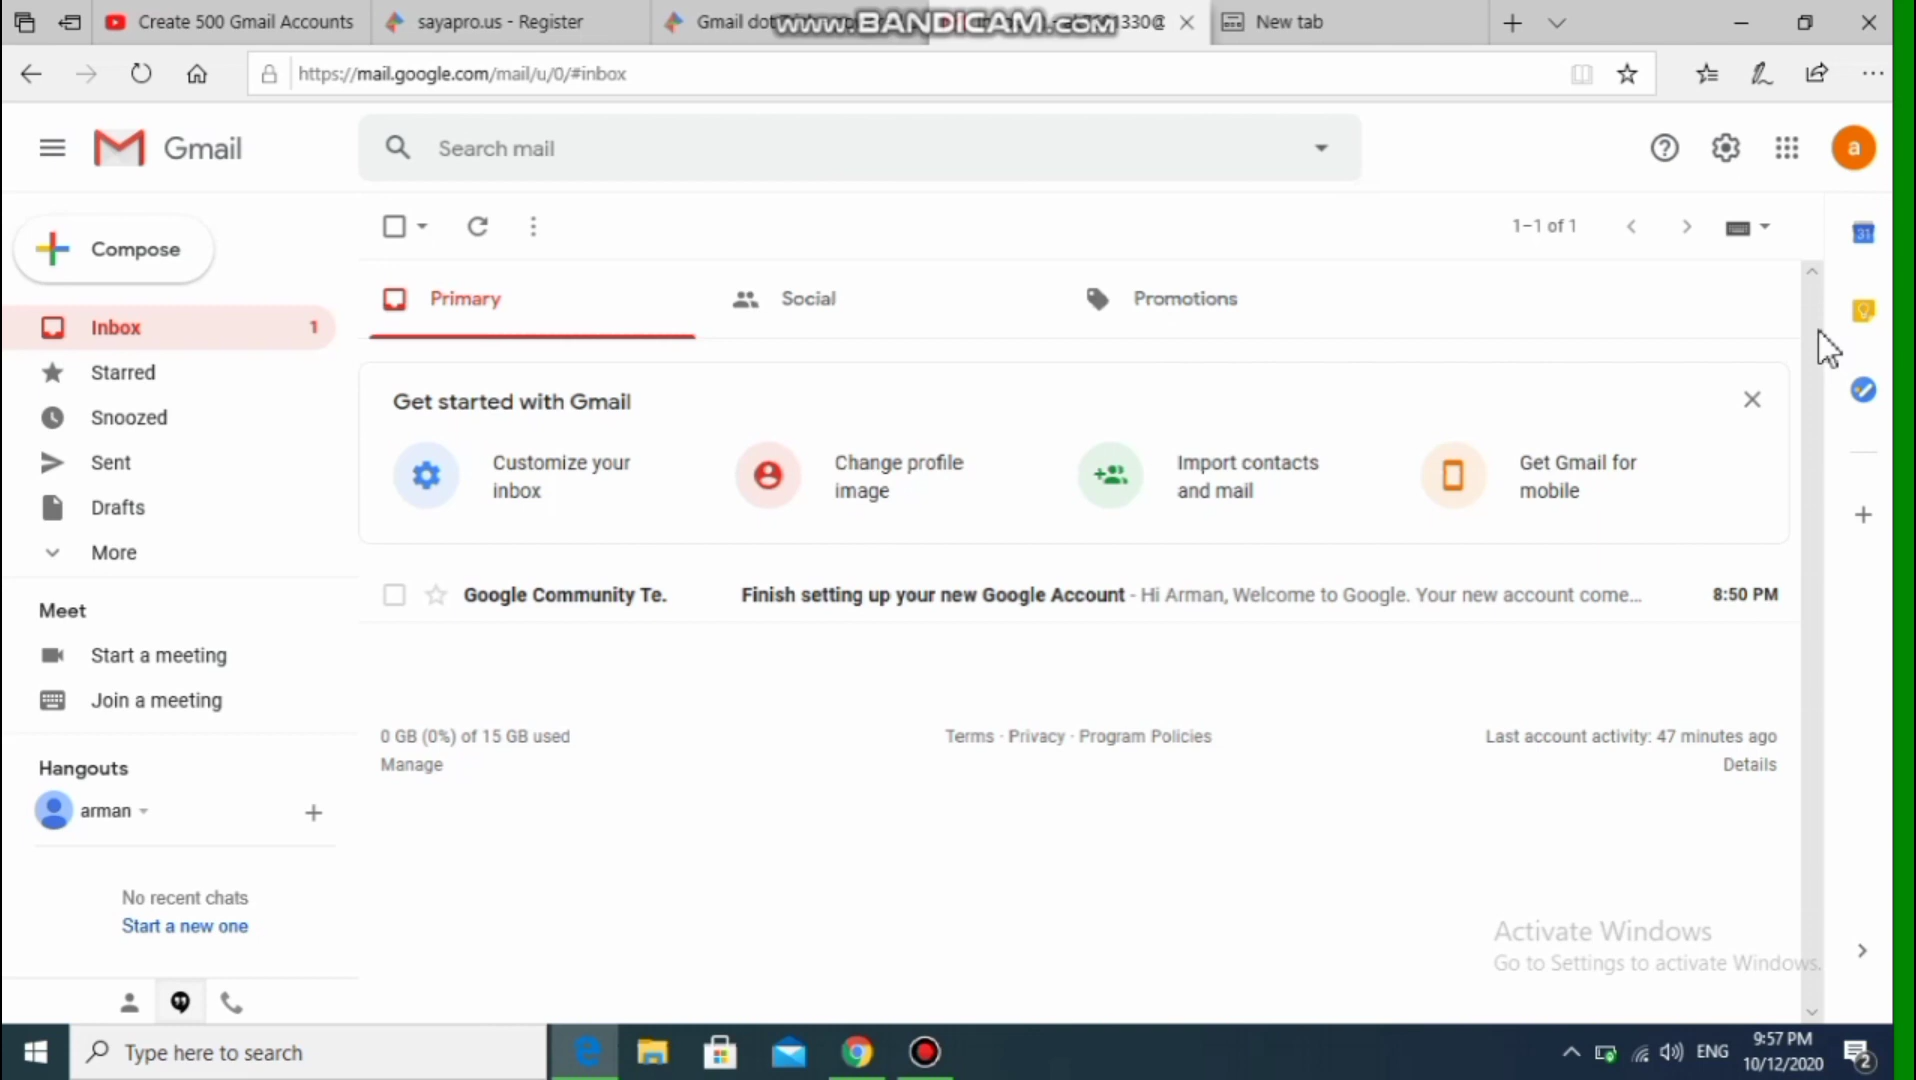 Create 500 Gmail Accounts
sayapro.us - Register
Gmail dot
www.BANDICAM.com
1330@
New tab
https://mail.google.com/mail/u/0/#inbox
Gmail
Search mail
a
Compose
1–1 of 1
31
Primary
Social
Promotions
Inbox
1
Starred
Snoozed
Sent
Drafts
More
Get started with Gmail
Customize your
inbox
Change profile
image
Import contacts
and mail
Get Gmail for
mobile
Google Community Te.
Finish setting up your new Google Account - Hi Arman, Welcome to Google. Your new account come...
8:50 PM
Meet
Start a meeting
Join a meeting
0 GB (0%) of 15 GB used
Manage
Terms · Privacy · Program Policies
Last account activity: 47 minutes ago
Details
Hangouts
arman
No recent chats
Start a new one
Activate Windows
Go to Settings to activate Windows.
Type here to search
ENG
9:57 PM
10/12/2020
2